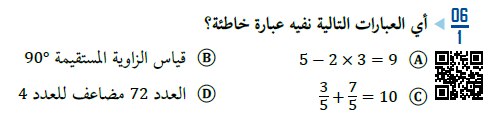 06/1 أي العبارات التالية نفيه عبارة خاطئة؟
A 5 − 2 × 3 = 9 B قياس الزاوية المستقيمة 90°
C 3/5 + 7/5 = 10 D العدد 72 مضاعف للعدد 4